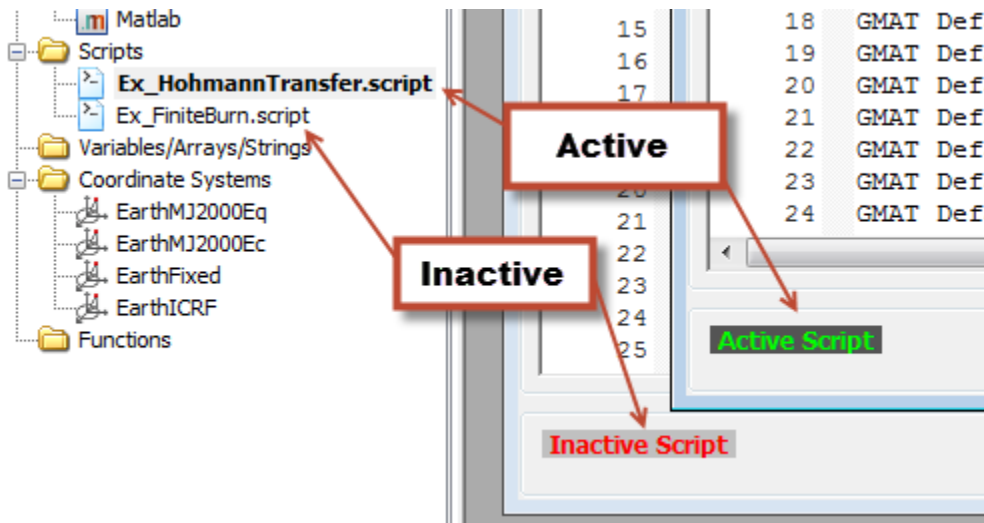 .m Matlab
Scripts
Ex_HohmannTransfer.script
Ex_FiniteBurn.script
Variables/Arrays/Strings
Coordinate Systems
EarthMJ2000Eq
EarthMJ2000Ec
EarthFixed
EarthICRF
Functions
Active
Inactive
15
16
17
20
21
22
23
24
25
Inactive Script
18 GMAT Def
19 GMAT Def
20 GMAT Def
21 GMAT Def
22 GMAT Def
23 GMAT Def
24 GMAT Def
Active Script